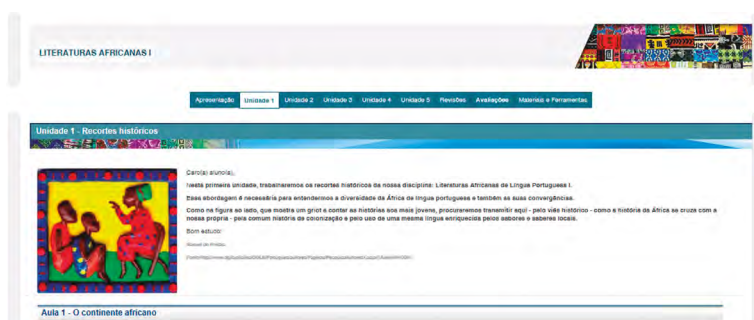 LITERATURAS AFRICANAS I
Apresentação Unidade 1 Unidade 2 Unidade 3 Unidade 4 Unidade 5 Revisões Avaliações Materiais e Ferramentas
Unidade 1 - Recortes históricos
Caro(a) aluno(a),
Nesta primeira unidade, trabalharemos os recortes históricos da nossa disciplina: Literaturas Africanas de Língua Portuguesa I.
Essa abordagem é necessária para entendermos a diversidade da África de língua portuguesa e também as suas convergências.
Como na figura ao lado, que mostra um griot a contar as histórias aos mais jovens, procuraremos transmitir aqui - pelo viés histórico - como a história da África se cruza com a
nossa própria - pela comum história da colonização e pelo uso de uma mesma língua enriquecida pelos sabores e saberes locais.
Bom estudo!
Aula 1 - O continente africano